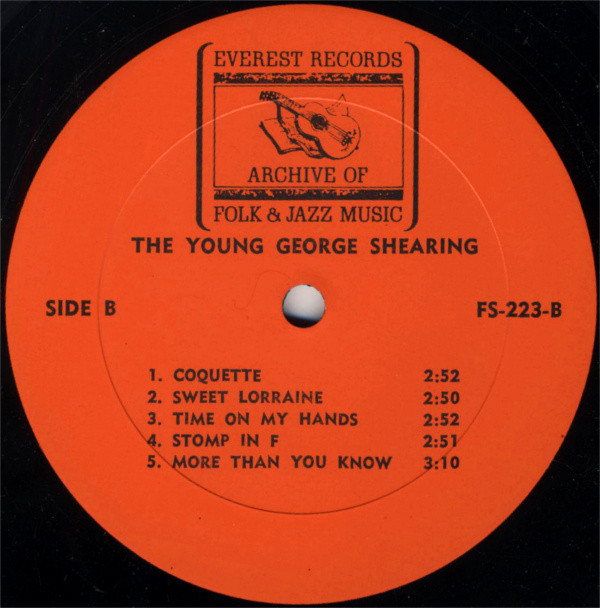 EVEREST RECORDS
ARCHIVE OF
FOLK & JAZZ MUSIC
THE YOUNG GEORGE SHEARING
SIDE B
FS-223-B
1. COQUETTE 2:52
2. SWEET LORRAINE 2:50
3. TIME ON MY HANDS 2:52
4. STOMP IN F 2:51
5. MORE THAN YOU KNOW 3:10